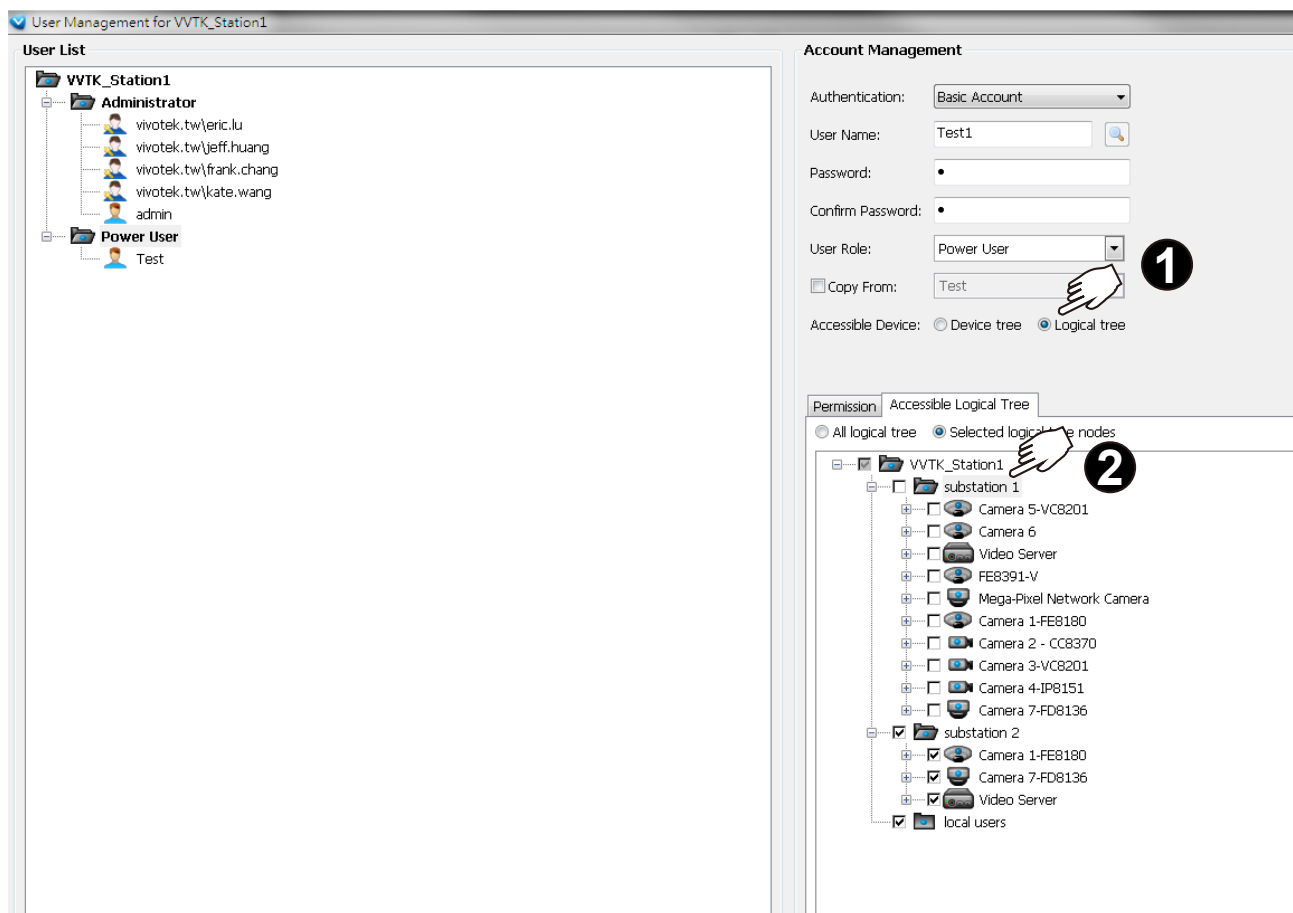 User Management for VVTK_Station1
User List
VVTK_Station1
Administrator
vivotek.tw\eric.lu
vivotek.tw\jeff.huang
vivotek.tw\frank.chang
vivotek.tw\kate.wang
admin
Power User
Test
Account Management
Authentication: Basic Account
User Name: Test1
Password: •
Confirm Password: •
User Role: Power User
1
Copy From: Test
Accessible Device: Device tree Logical tree
Permission Accessible Logical Tree
All logical tree Selected logical tree nodes
2
VVTK_Station1
substation 1
Camera 5-VC8201
Camera 6
Video Server
FE8391-V
Mega-Pixel Network Camera
Camera 1-FE8180
Camera 2 - CC8370
Camera 3-VC8201
Camera 4-IP8151
Camera 7-FD8136
substation 2
Camera 1-FE8180
Camera 7-FD8136
Video Server
local users